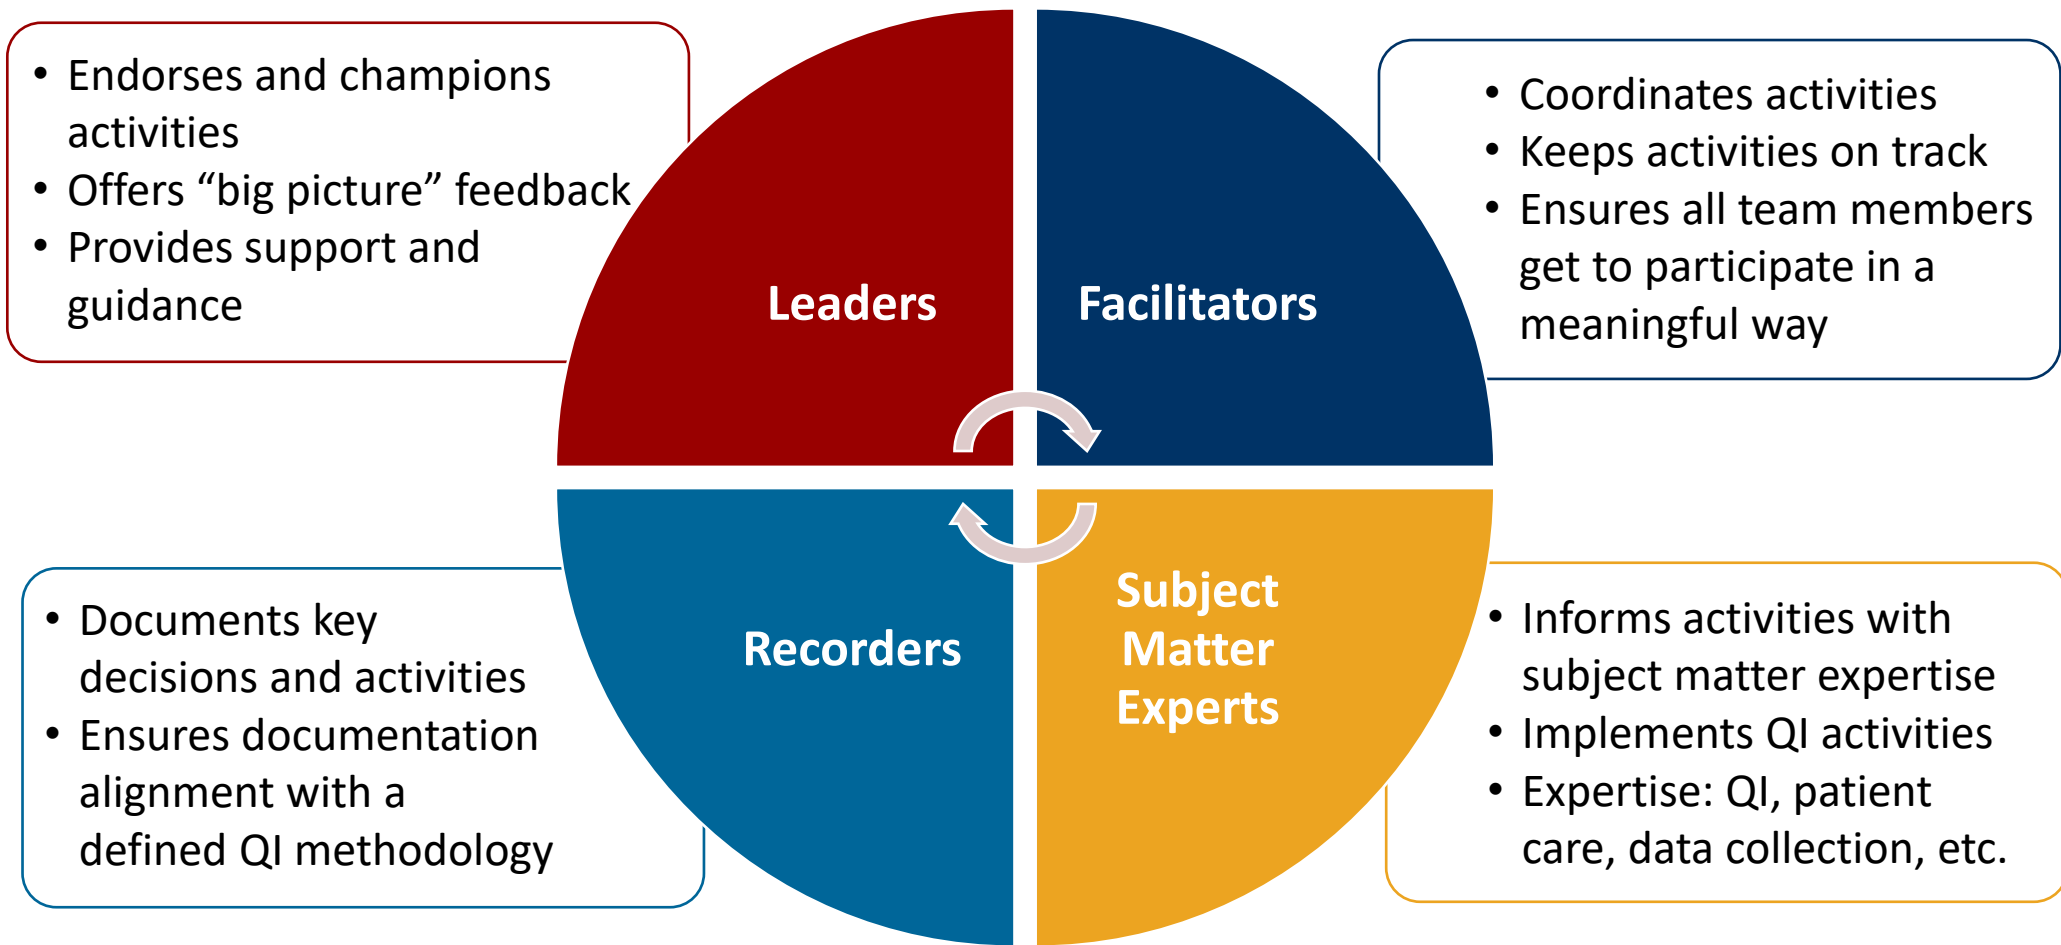 • Endorses and champions
activities
• Offers “big picture” feedback
• Provides support and
guidance
Leaders
Facilitators
• Coordinates activities
• Keeps activities on track
• Ensures all team members
get to participate in a
meaningful way
• Documents key
decisions and activities
• Ensures documentation
alignment with a
defined QI methodology
Recorders
Subject
Matter
Experts
• Informs activities with
subject matter expertise
• Implements QI activities
• Expertise: QI, patient
care, data collection, etc.